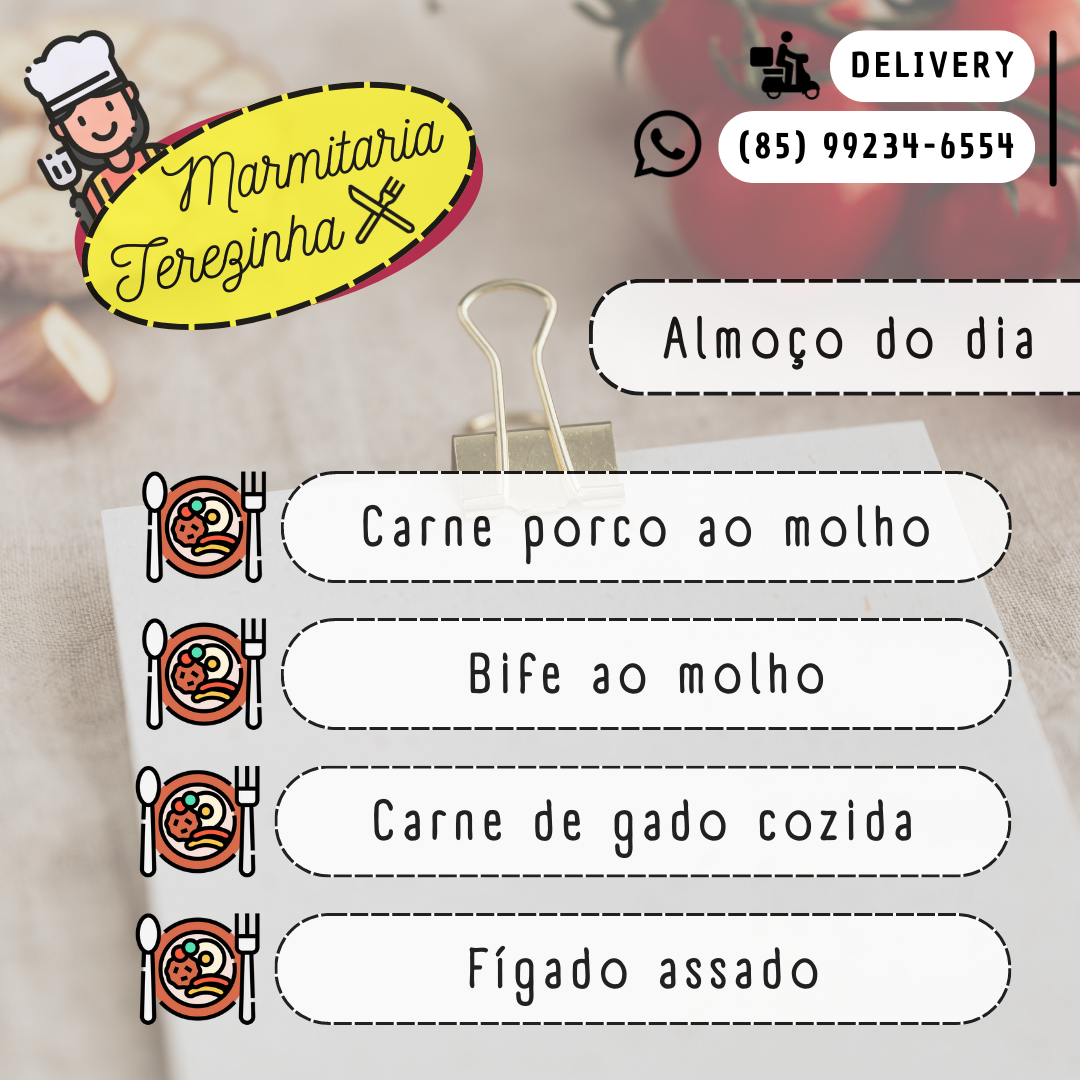 Marmitaria
Terezinha
DELIVERY
(85) 99234-6554
Almoço do dia
Carne porco ao molho
Bife ao molho
Carne de gado cozida
Fígado assado